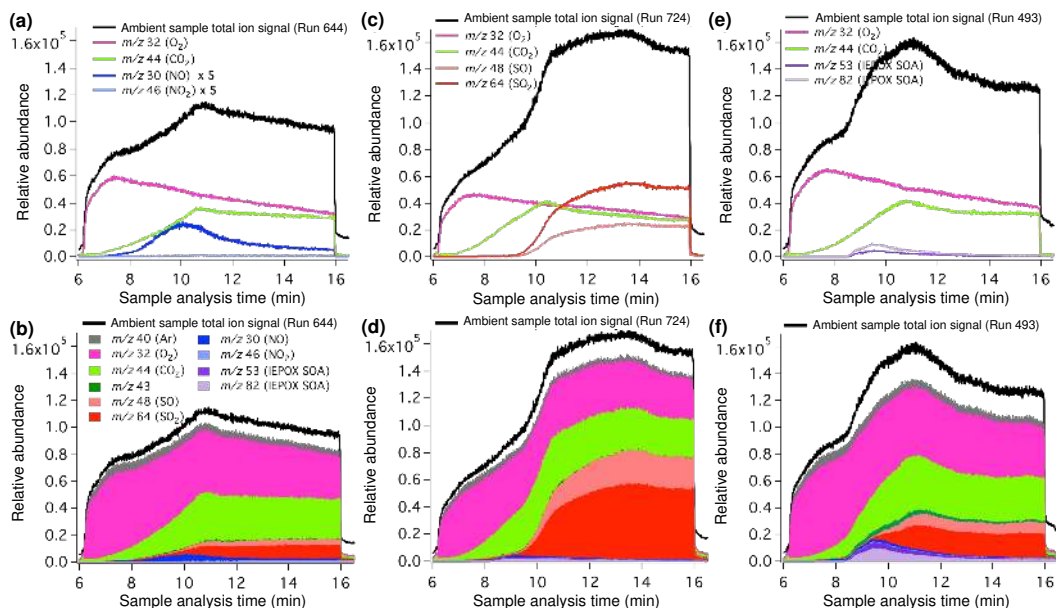 (a)
Ambient sample total ion signal (Run 644)
m/z 32 (O2)
m/z 44 (CO2)
m/z 30 (NO) x 5
m/z 46 (NO2) x 5
1.6x10^5
1.4
1.2
1.0
0.8
0.6
0.4
0.2
0.0
Relative abundance
6 8 10 12 14 16
Sample analysis time (min)
(c)
Ambient sample total ion signal (Run 724)
m/z 32 (O2)
m/z 44 (CO2)
m/z 48 (SO)
m/z 64 (SO2)
1.6x10^5
1.4
1.2
1.0
0.8
0.6
0.4
0.2
0.0
Relative abundance
6 8 10 12 14 16
Sample analysis time (min)
(e)
Ambient sample total ion signal (Run 493)
m/z 32 (O2)
m/z 44 (CO2)
m/z 53 (IEPOX SOA)
m/z 82 (IEPOX SOA)
1.6x10^5
1.4
1.2
1.0
0.8
0.6
0.4
0.2
0.0
Relative abundance
6 8 10 12 14 16
Sample analysis time (min)
(b)
Ambient sample total ion signal (Run 644)
m/z 40 (Ar)
m/z 32 (O2)
m/z 44 (CO2)
m/z 43
m/z 48 (SO)
m/z 64 (SO2)
m/z 30 (NO)
m/z 46 (NO2)
m/z 53 (IEPOX SOA)
m/z 82 (IEPOX SOA)
1.6x10^5
1.4
1.2
1.0
0.8
0.6
0.4
0.2
0.0
Relative abundance
6 8 10 12 14 16
Sample analysis time (min)
(d)
Ambient sample total ion signal (Run 724)
1.6x10^5
1.4
1.2
1.0
0.8
0.6
0.4
0.2
0.0
Relative abundance
6 8 10 12 14 16
Sample analysis time (min)
(f)
Ambient sample total ion signal (Run 493)
1.6x10^5
1.4
1.2
1.0
0.8
0.6
0.4
0.2
0.0
Relative abundance
6 8 10 12 14 16
Sample analysis time (min)